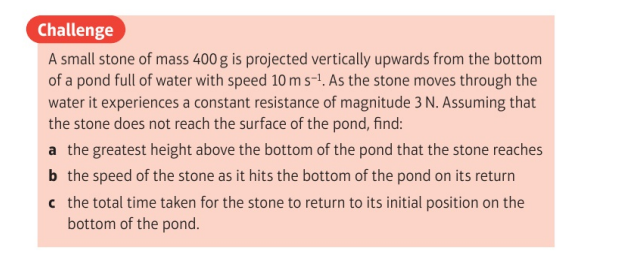 Challenge
A small stone of mass 400 g is projected vertically upwards from the bottom
of a pond full of water with speed 10 m s⁻¹. As the stone moves through the
water it experiences a constant resistance of magnitude 3 N. Assuming that
the stone does not reach the surface of the pond, find:
a the greatest height above the bottom of the pond that the stone reaches
b the speed of the stone as it hits the bottom of the pond on its return
c the total time taken for the stone to return to its initial position on the
bottom of the pond.